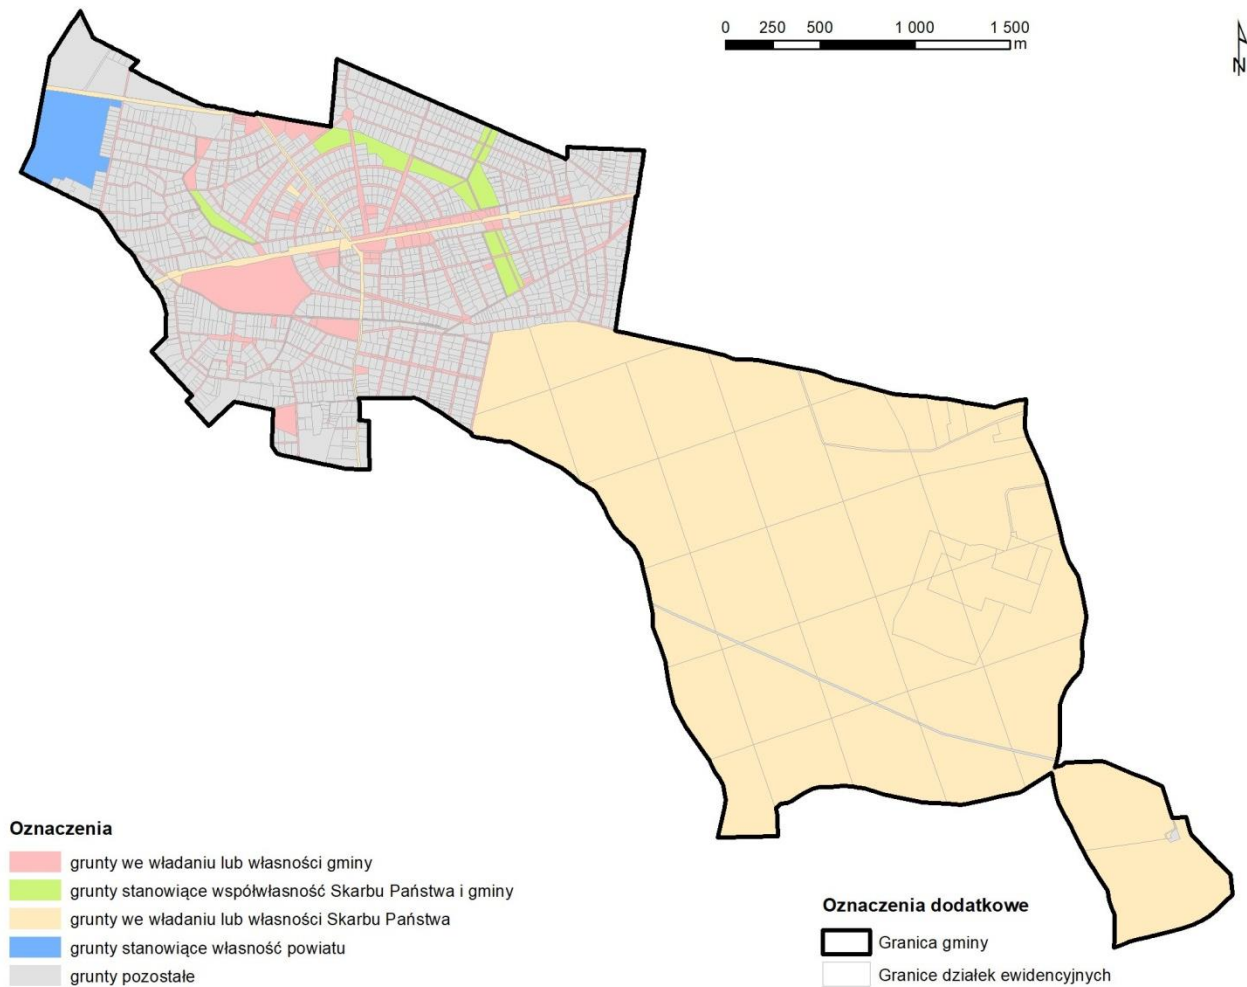 0 250 500 1 000 1 500
m
N
Oznaczenia
grunty we władaniu lub własności gminy
grunty stanowiące współwłasność Skarbu Państwa i gminy
grunty we władaniu lub własności Skarbu Państwa
grunty stanowiące własność powiatu
grunty pozostałe
Oznaczenia dodatkowe
Granica gminy
Granice działek ewidencyjnych